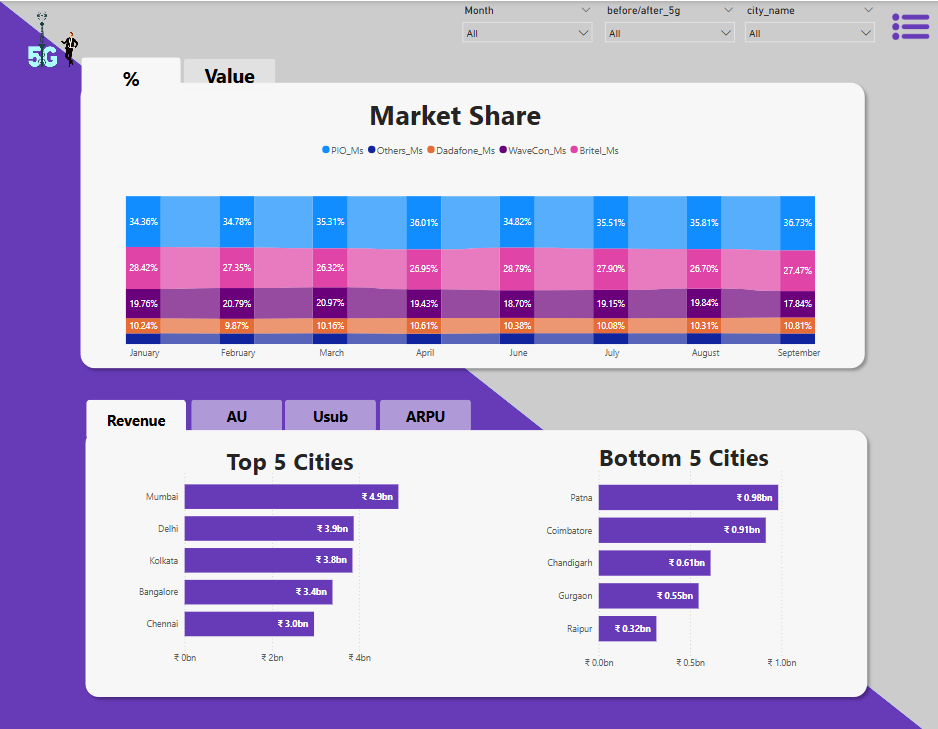 Month before/after_5g city_name
All All All
5G
% Value
Market Share
PIO_Ms Others_Ms Dadafone_Ms WaveCon_Ms Britel_Ms
34.36% 34.78% 35.31% 36.01% 34.82% 35.51% 35.81% 36.73%
28.42% 27.35% 26.32% 26.95% 28.79% 27.90% 26.70% 27.47%
19.76% 20.79% 20.97% 19.43% 18.70% 19.15% 19.84% 17.84%
10.24% 9.87% 10.16% 10.61% 10.38% 10.08% 10.31% 10.81%
January February March April June July August September
Revenue AU Usub ARPU
Top 5 Cities
Mumbai ₹ 4.9bn
Delhi ₹ 3.9bn
Kolkata ₹ 3.8bn
Bangalore ₹ 3.4bn
Chennai ₹ 3.0bn
₹ 0bn ₹ 2bn ₹ 4bn
Bottom 5 Cities
Patna ₹ 0.98bn
Coimbatore ₹ 0.91bn
Chandigarh ₹ 0.61bn
Gurgaon ₹ 0.55bn
Raipur ₹ 0.32bn
₹ 0.0bn ₹ 0.5bn ₹ 1.0bn